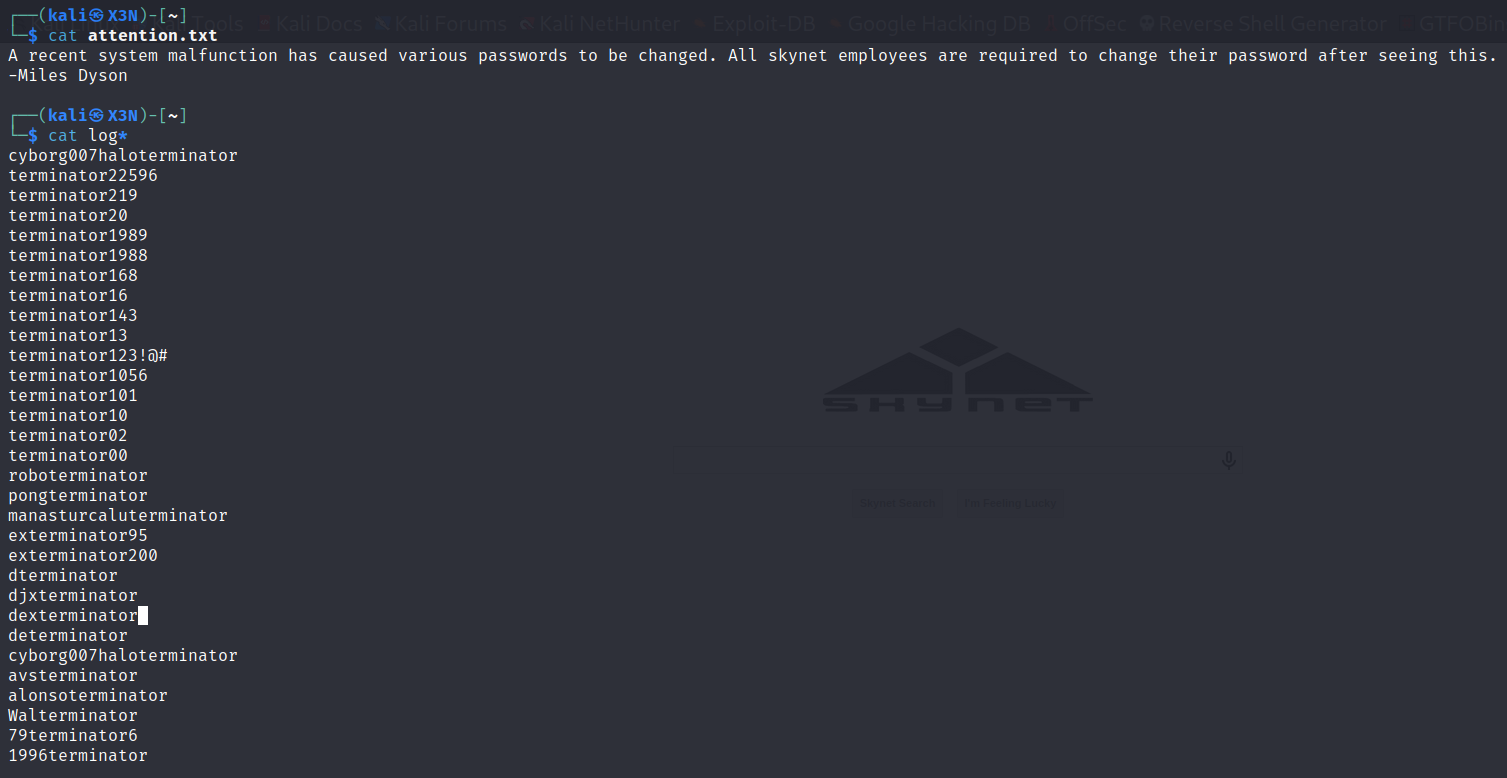 Tools Kali Docs Kali Forums Kali NetHunter Exploit-DB Google Hacking DB OffSec Reverse Shell Generator GTFOBin
┌──(kali㉿X3N)-[~]
└─$ cat attention.txt
A recent system malfunction has caused various passwords to be changed. All skynet employees are required to change their password after seeing this.
-Miles Dyson
┌──(kali㉿X3N)-[~]
└─$ cat log*
cyborg007haloterminator
terminator22596
terminator219
terminator20
terminator1989
terminator1988
terminator168
terminator16
terminator143
terminator13
terminator123!@#
terminator1056
terminator101
terminator10
terminator02
terminator00
roboterminator
pongterminator
manasturcaluterminator
exterminator95
exterminator200
dterminator
djxterminator
dexterminator
determinator
cyborg007haloterminator
avsterminator
alonsoterminator
Walterminator
79terminator6
1996terminator
SKYNET